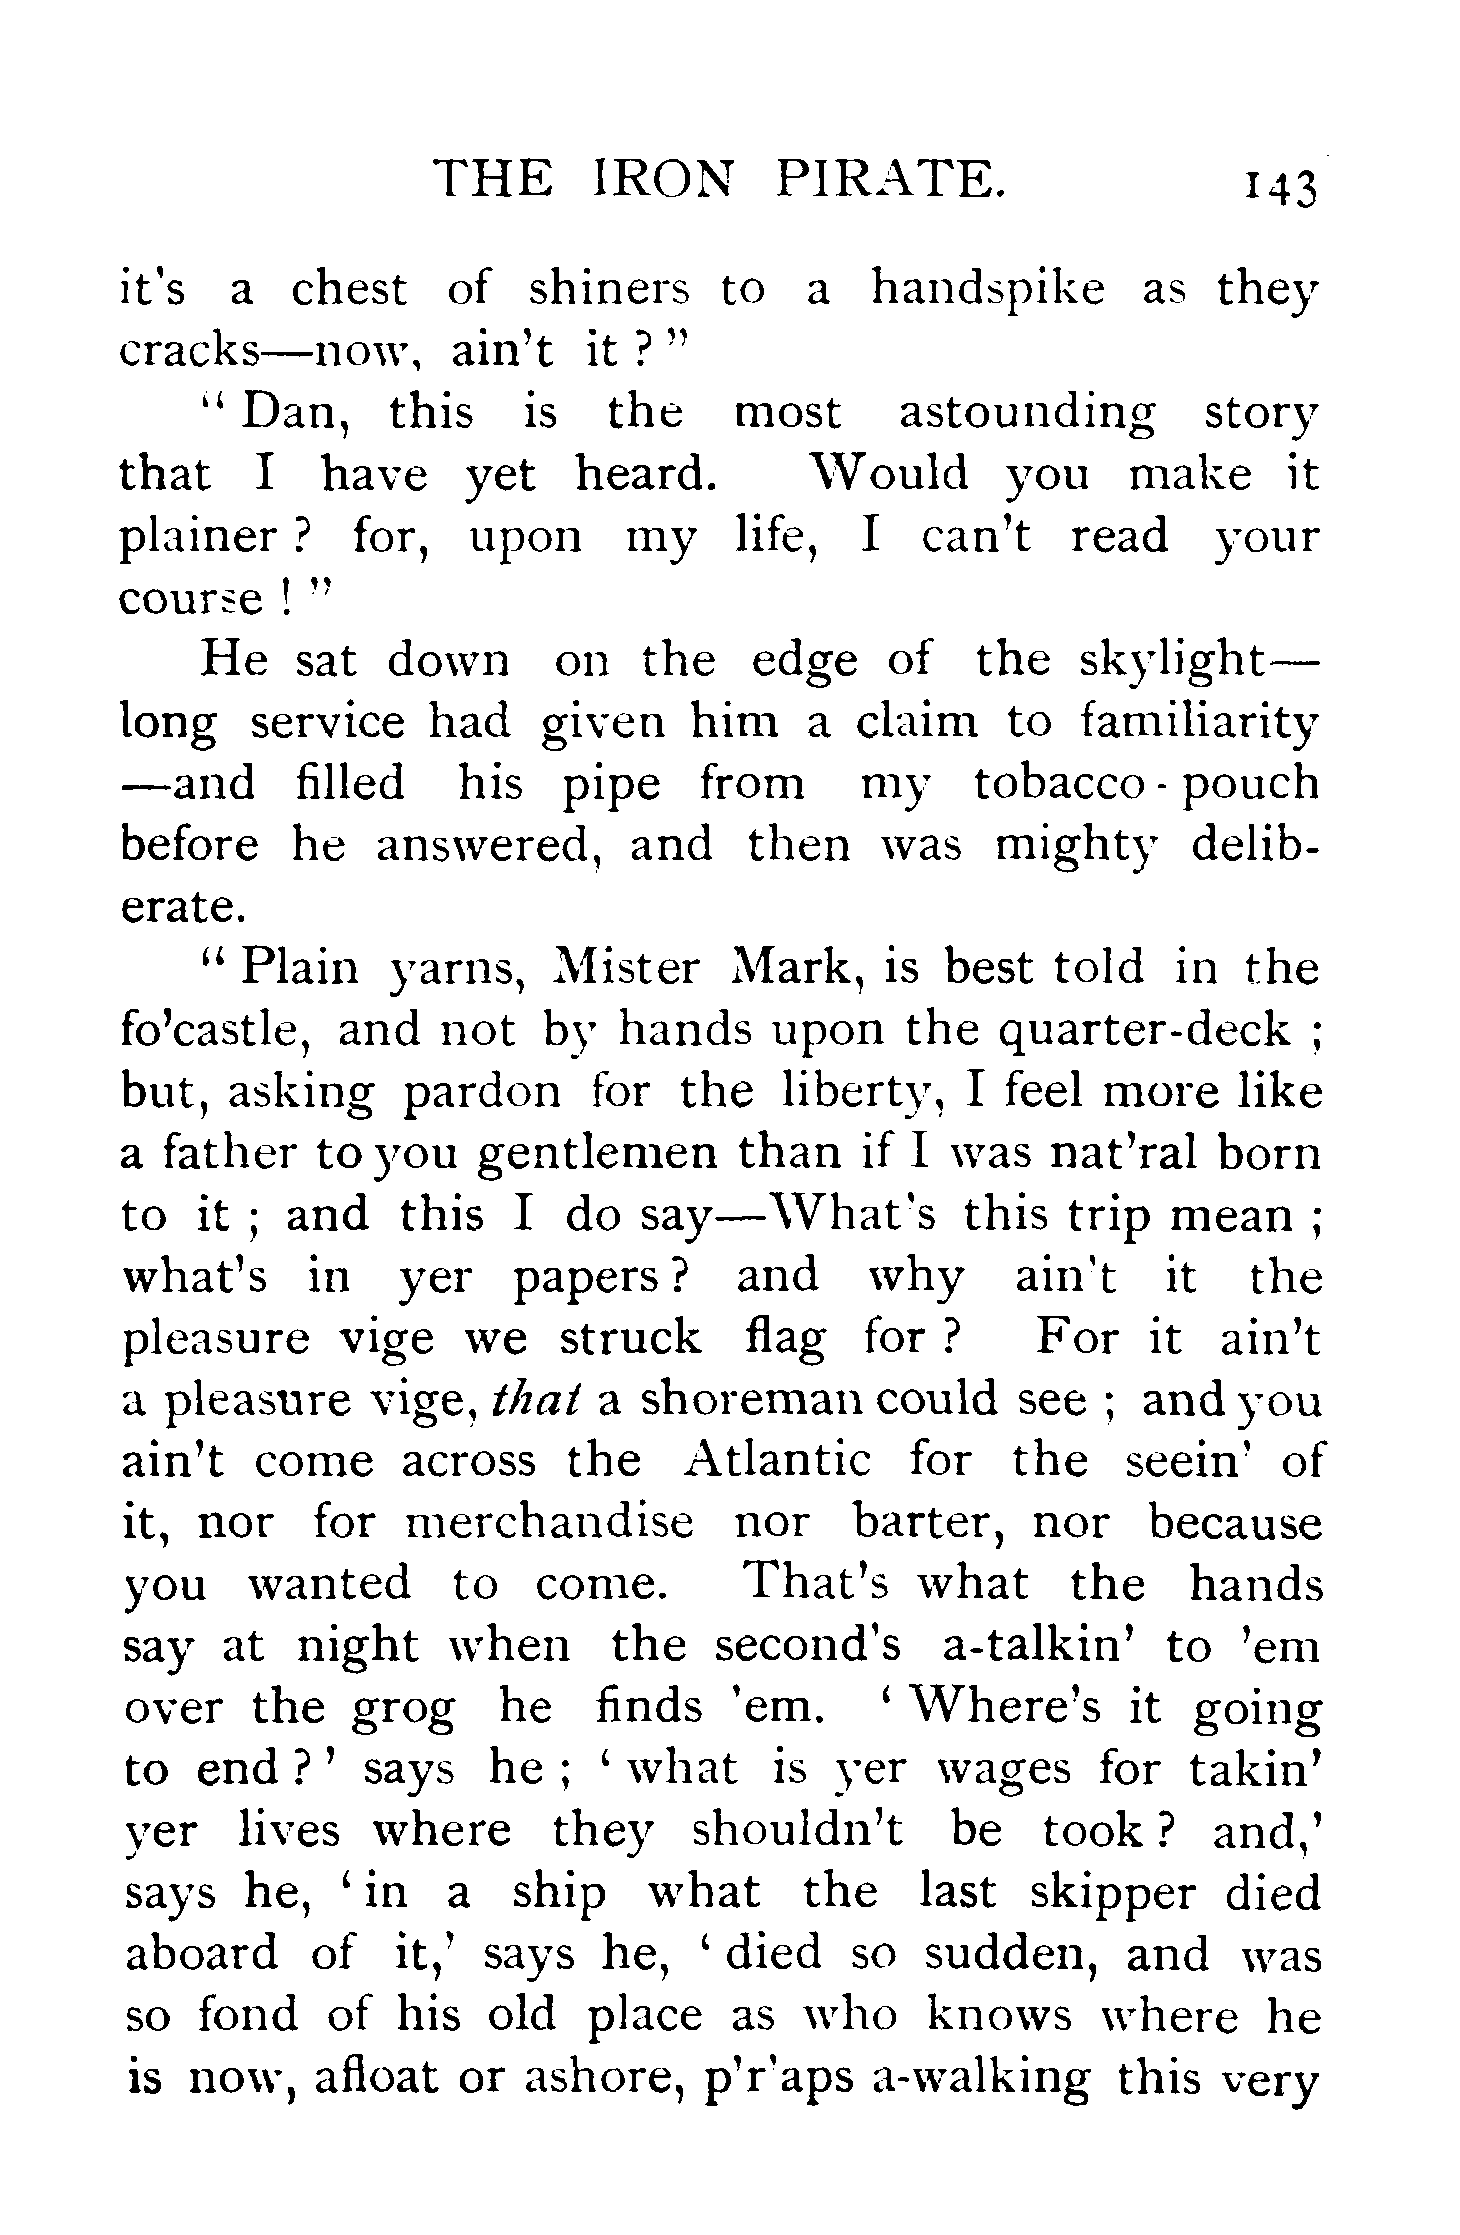 THE IRON PIRATE. 143
it's a chest of shiners to a handspike as they
cracks—now, ain't it ? "
" Dan, this is the most astounding story
that I have yet heard. Would you make it
plainer ? for, upon my life, I can't read your
course ! "
He sat down on the edge of the skylight—
long service had given him a claim to familiarity
—and filled his pipe from my tobacco-pouch
before he answered, and then was mighty delib-
erate.
" Plain yarns, Mister Mark, is best told in the
fo'castle, and not by hands upon the quarter-deck ;
but, asking pardon for the liberty, I feel more like
a father to you gentlemen than if I was nat'ral born
to it ; and this I do say—What's this trip mean ;
what's in yer papers ? and why ain't it the
pleasure vige we struck flag for ? For it ain't
a pleasure vige, that a shoreman could see ; and you
ain't come across the Atlantic for the seein' of
it, nor for merchandise nor barter, nor because
you wanted to come. That's what the hands
say at night when the second's a-talkin' to 'em
over the grog he finds 'em. ' Where's it going
to end ? ' says he ; ' what is yer wages for takin'
yer lives where they shouldn't be took ? and,'
says he, ' in a ship what the last skipper died
aboard of it,' says he, ' died so sudden, and was
so fond of his old place as who knows where he
is now, afloat or ashore, p'r'aps a-walking this very